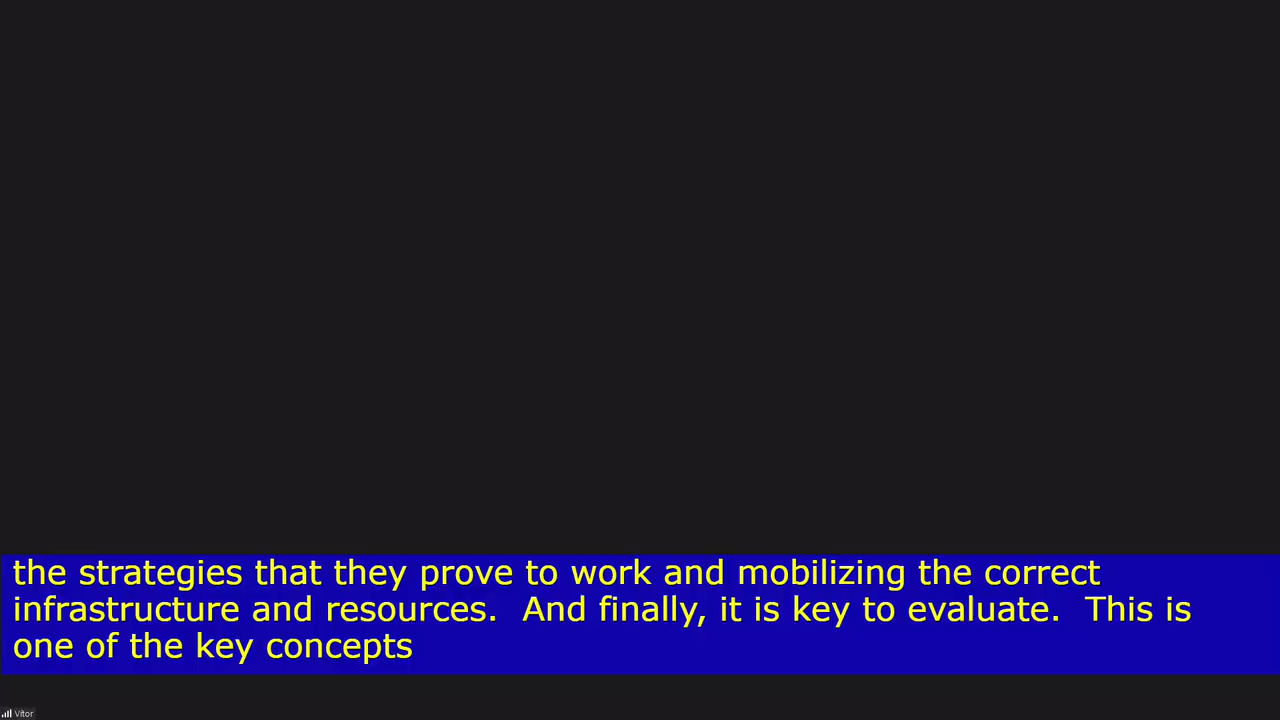 the strategies that they prove to work and mobilizing the correct
infrastructure and resources.  And finally, it is key to evaluate.  This is
one of the key concepts
Vitor